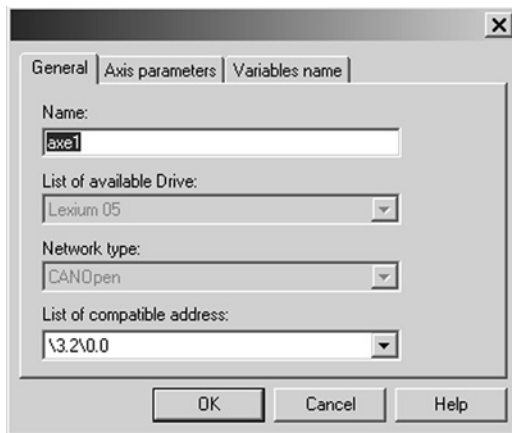 General Axis parameters Variables name
Name:
axe1
List of available Drive:
Lexium 05
Network type:
CANOpen
List of compatible address:
\3.2\0.0
OK Cancel Help